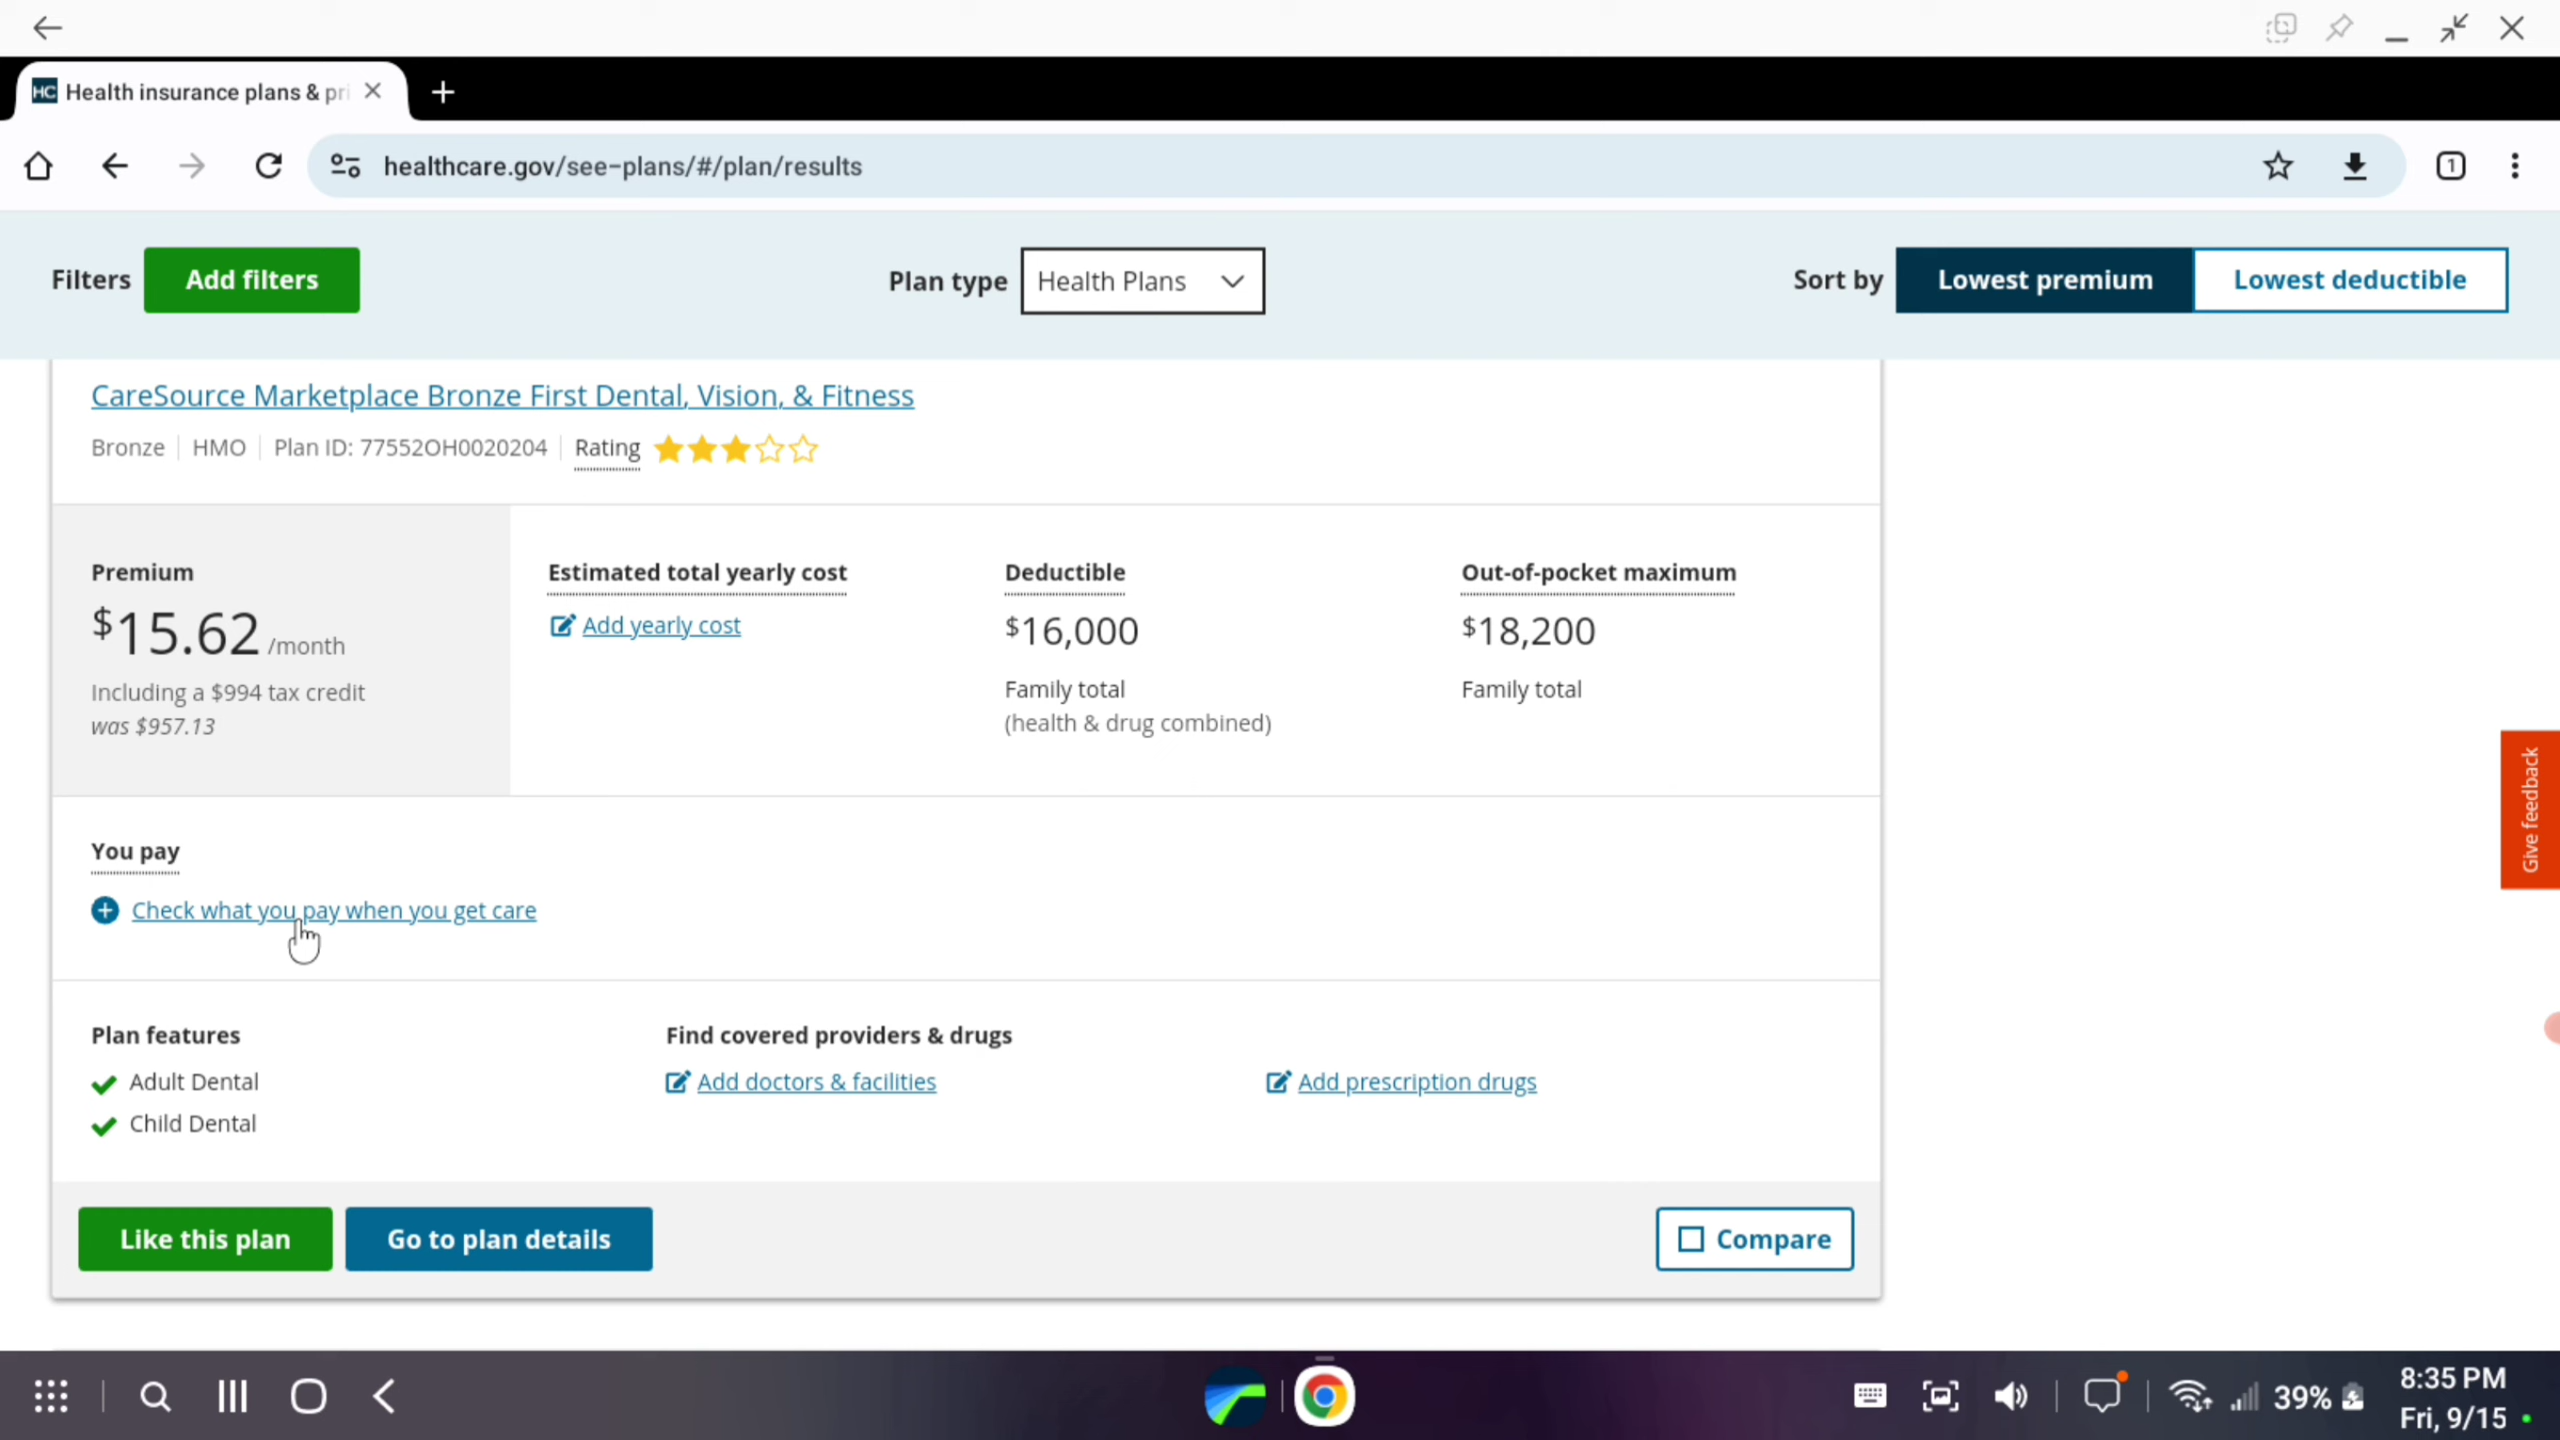 HC Health insurance plans & pri
healthcare.gov/see-plans/#/plan/results
1
Filters
Add filters
Plan type
Health Plans
Sort by
Lowest premium
Lowest deductible
CareSource Marketplace Bronze First Dental, Vision, & Fitness
Bronze
HMO
Plan ID: 77552OH0020204
Rating
Premium
$15.62 /month
Including a $994 tax credit
was $957.13
Estimated total yearly cost
Add yearly cost
Deductible
$16,000
Family total
(health & drug combined)
Out-of-pocket maximum
$18,200
Family total
Give feedback
You pay
Check what you pay when you get care
Plan features
Adult Dental
Child Dental
Find covered providers & drugs
Add doctors & facilities
Add prescription drugs
Like this plan
Go to plan details
Compare
39%
8:35 PM
Fri, 9/15